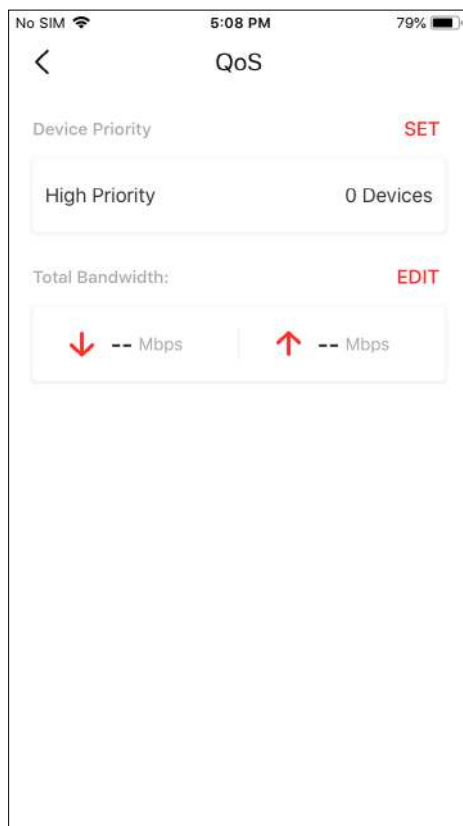 No SIM 5:08 PM 79%
QoS
Device Priority SET
High Priority 0 Devices
Total Bandwidth: EDIT
-- Mbps -- Mbps